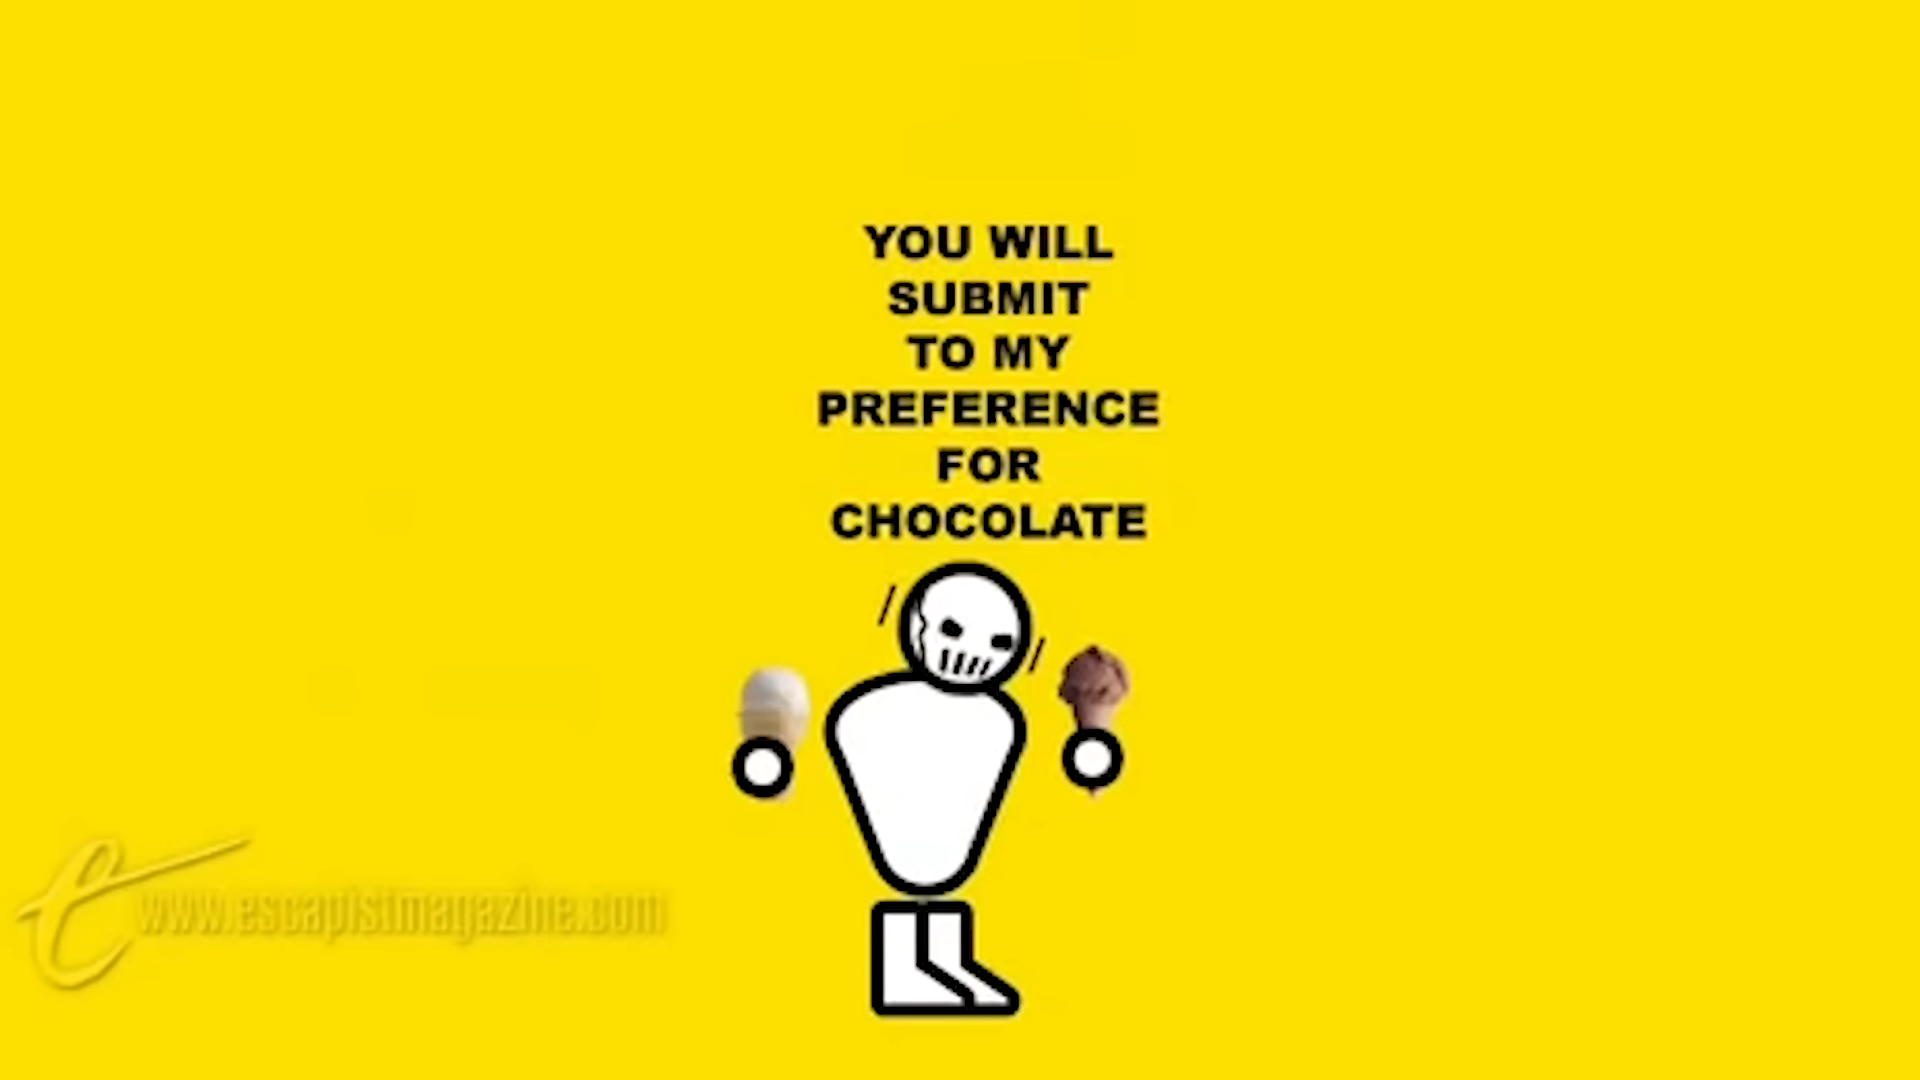 YOU WILL
SUBMIT
TO MY
PREFERENCE
FOR
CHOCOLATE
www.escapistmagazine.com